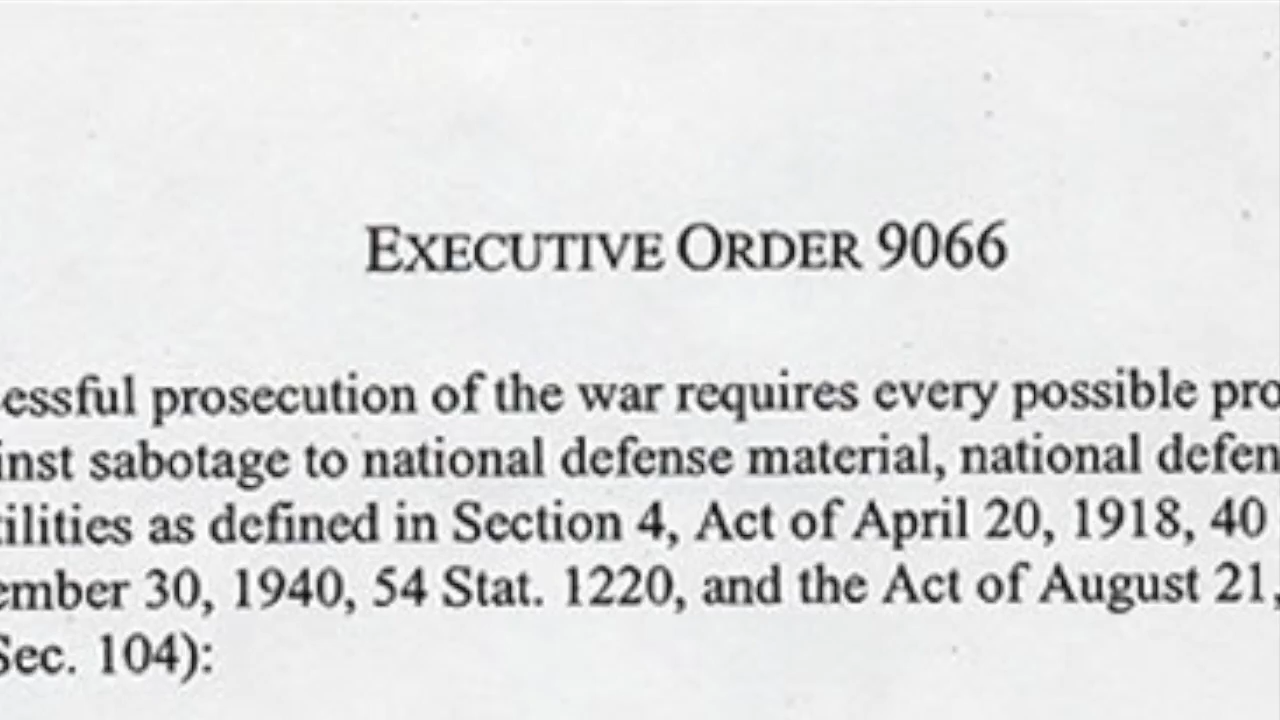 EXECUTIVE ORDER 9066
essful prosecution of the war requires every possible pro
inst sabotage to national defense material, national defen
ilities as defined in Section 4, Act of April 20, 1918, 40
ember 30, 1940, 54 Stat. 1220, and the Act of August 21,
Sec. 104):